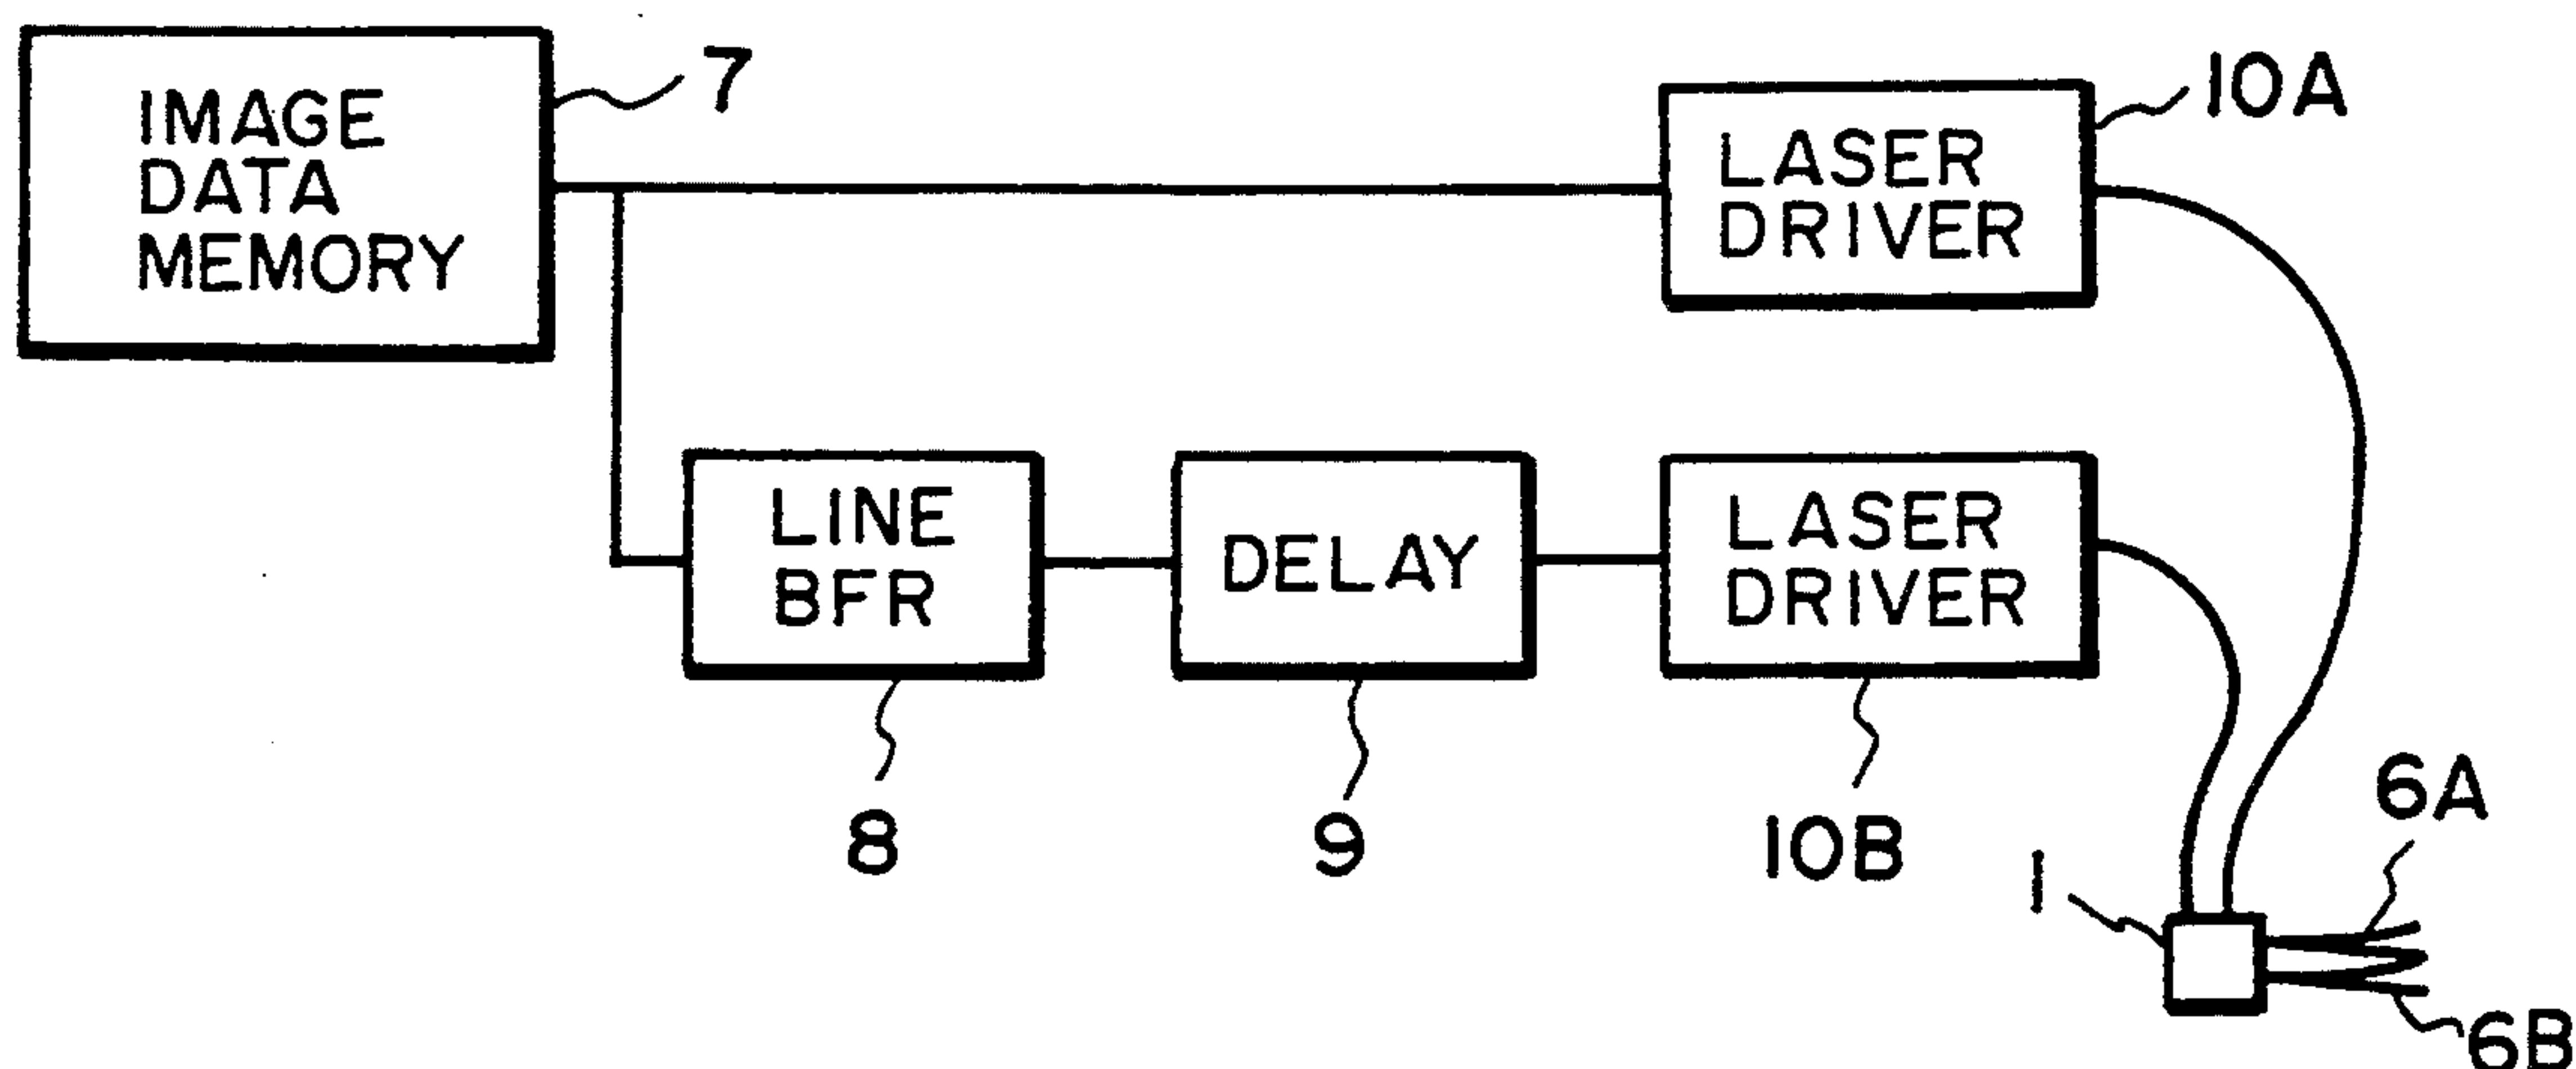 IMAGE
DATA
MEMORY
7
LASER
DRIVER
10A
LINE
BFR
8
DELAY
9
LASER
DRIVER
10B
1
6A
6B